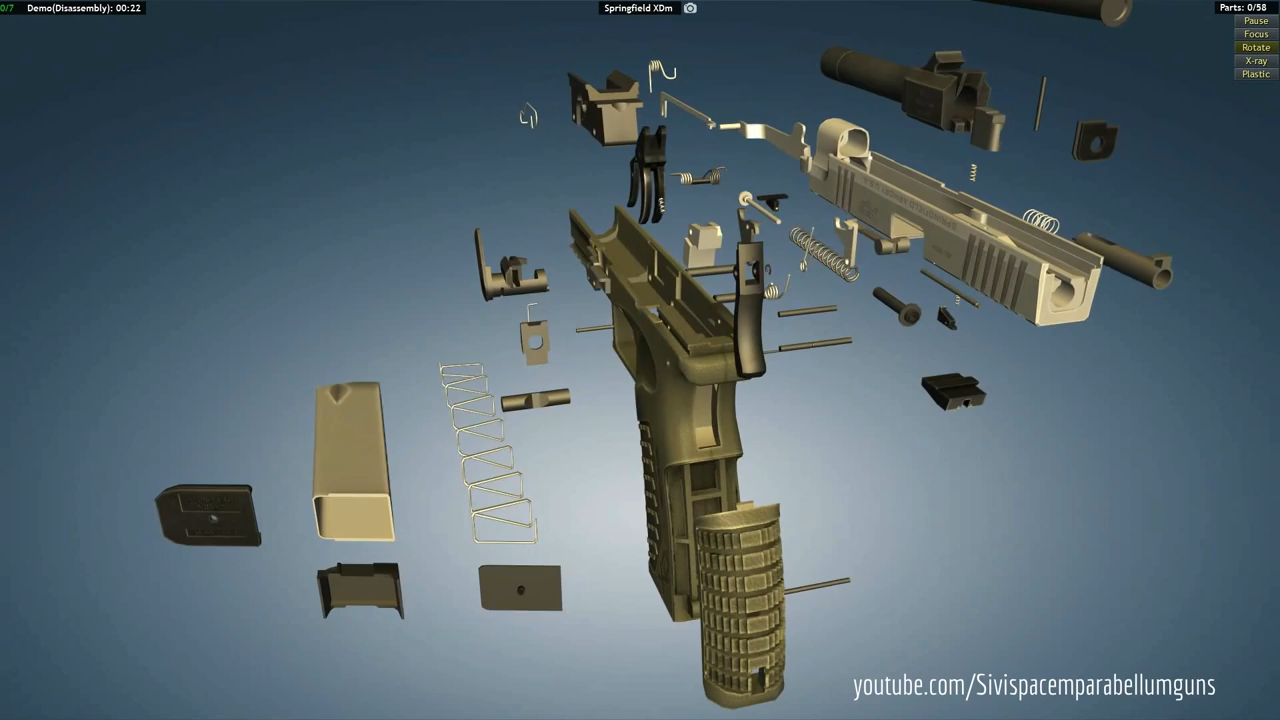 0/7 Demo(Disassembly): 00:22
Springfield XDm
Parts: 0/58
Pause
Focus
Rotate
X-ray
Plastic
youtube.com/Sivispacemparabellumguns